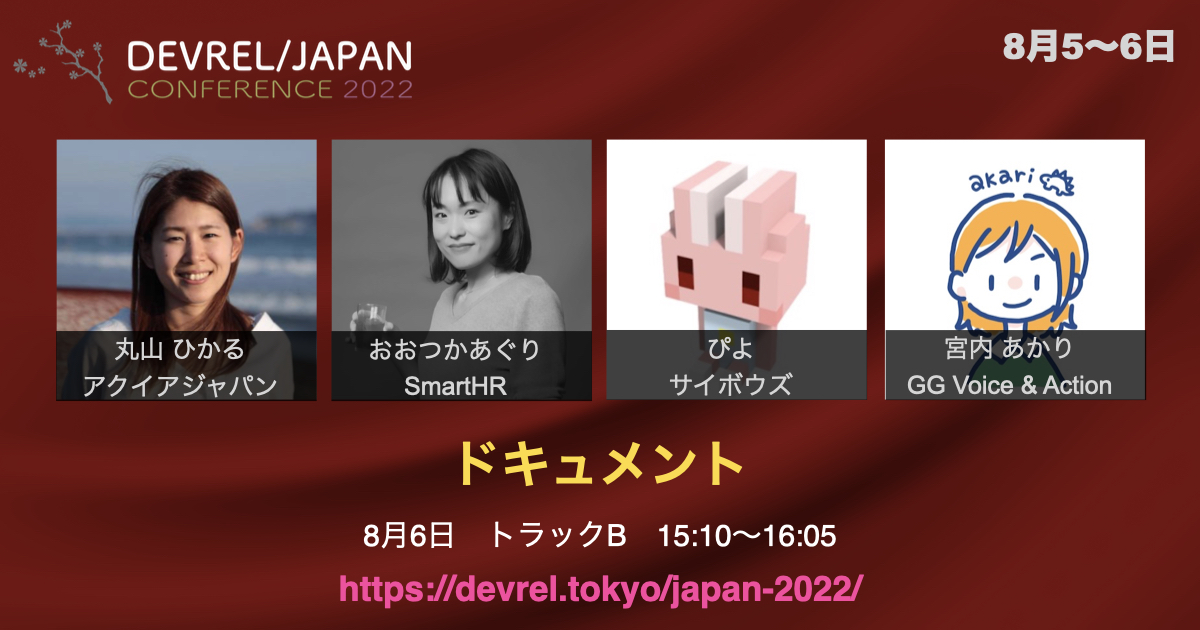 DEVREL/JAPAN
CONFERENCE 2022
8月5〜6日
akari
丸山 ひかる
アクイアジャパン
おおつかあぐり
SmartHR
ぴよ
サイボウズ
宮内 あかり
GG Voice & Action
ドキュメント
8月6日　トラックB　15:10〜16:05
https://devrel.tokyo/japan-2022/